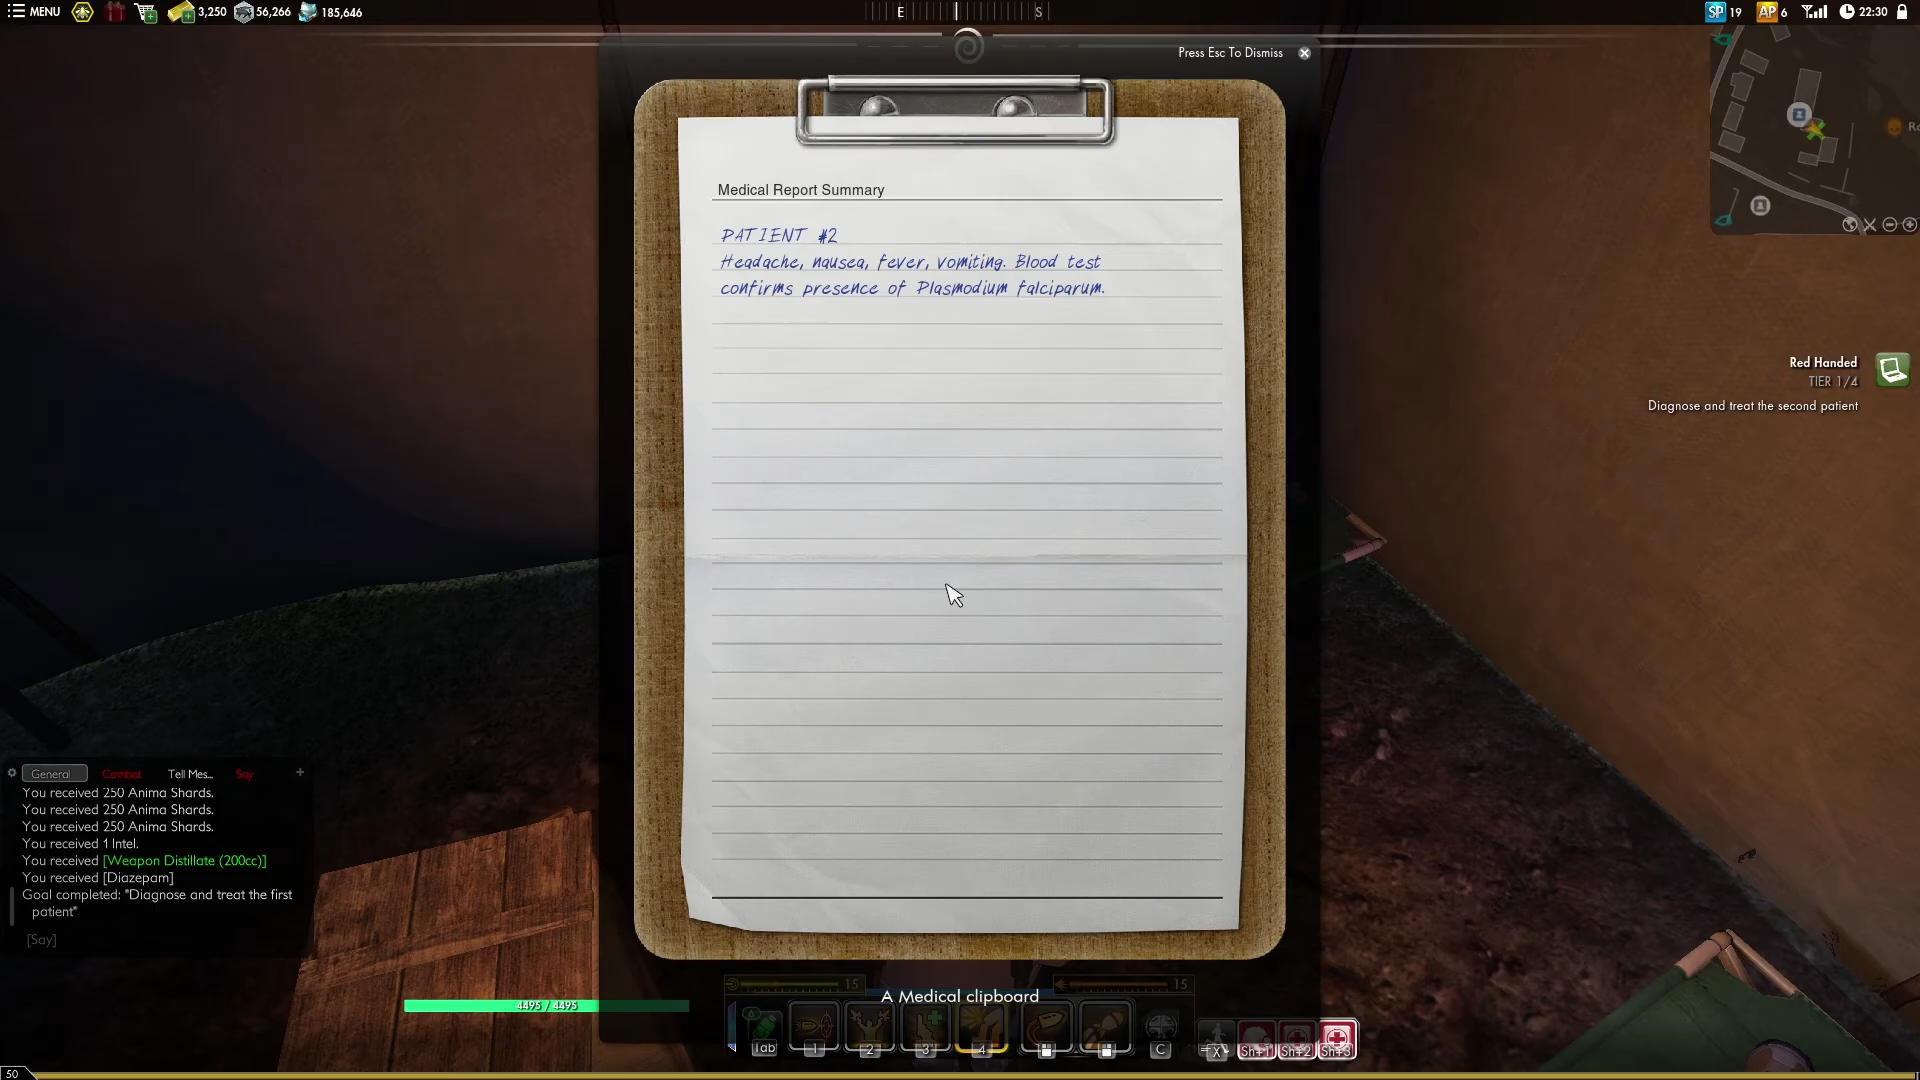 MENU
3,250
56,266
185,646
E
S
SP 19
AP 6
22:30
Press Esc To Dismiss
Medical Report Summary
PATIENT #2
Headache, nausea, fever, vomiting. Blood test
confirms presence of Plasmodium falciparum.
Red Handed
TIER 1/4
Diagnose and treat the second patient
General
Combat
Tell Mes...
Say
You received 250 Anima Shards.
You received 250 Anima Shards.
You received 250 Anima Shards.
You received 1 Intel.
You received [Weapon Distillate (200cc)]
You received [Diazepam]
Goal completed: "Diagnose and treat the first
patient"
[Say]
4495 / 4495
15
15
A Medical clipboard
Tab
1
2
3
4
C
X
Sh+1
Sh+2
Sh+3
50